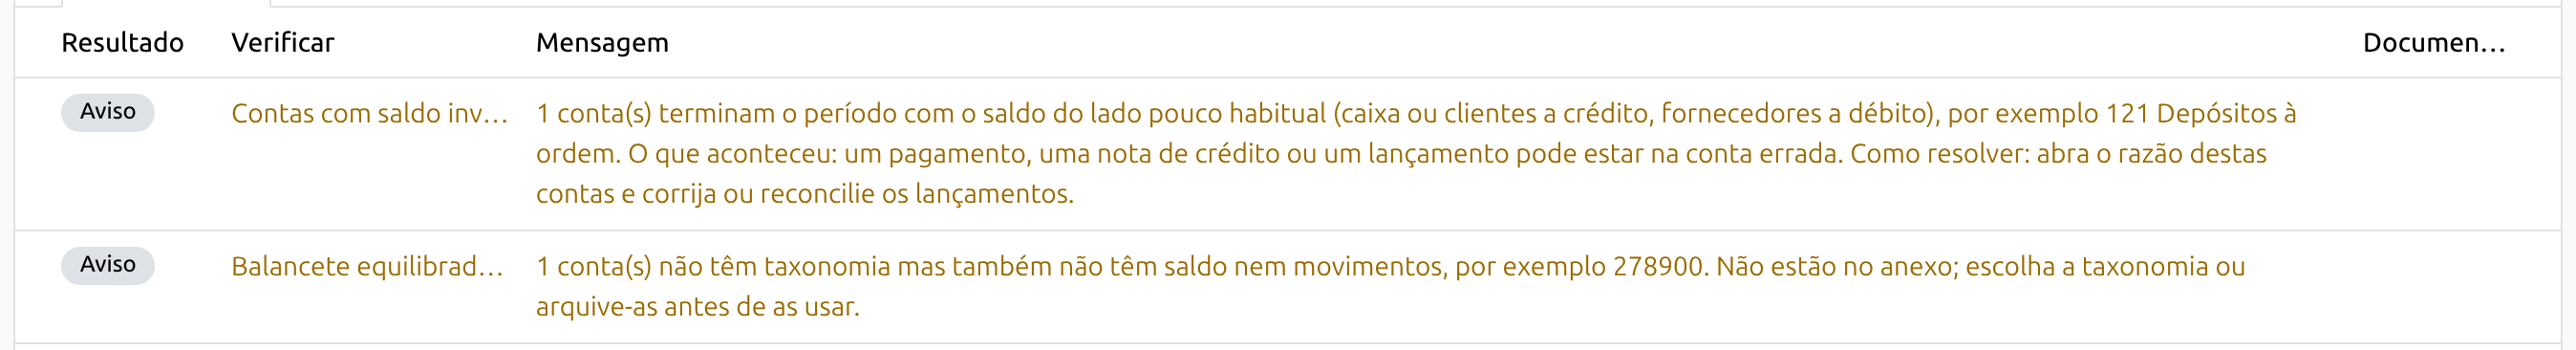 Resultado Verificar Mensagem Documen…
Aviso Contas com saldo inv… 1 conta(s) terminam o período com o saldo do lado pouco habitual (caixa ou clientes a crédito, fornecedores a débito), por exemplo 121 Depósitos à
ordem. O que aconteceu: um pagamento, uma nota de crédito ou um lançamento pode estar na conta errada. Como resolver: abra o razão destas
contas e corrija ou reconcilie os lançamentos.
Aviso Balancete equilibrad… 1 conta(s) não têm taxonomia mas também não têm saldo nem movimentos, por exemplo 278900. Não estão no anexo; escolha a taxonomia ou
arquive-as antes de as usar.